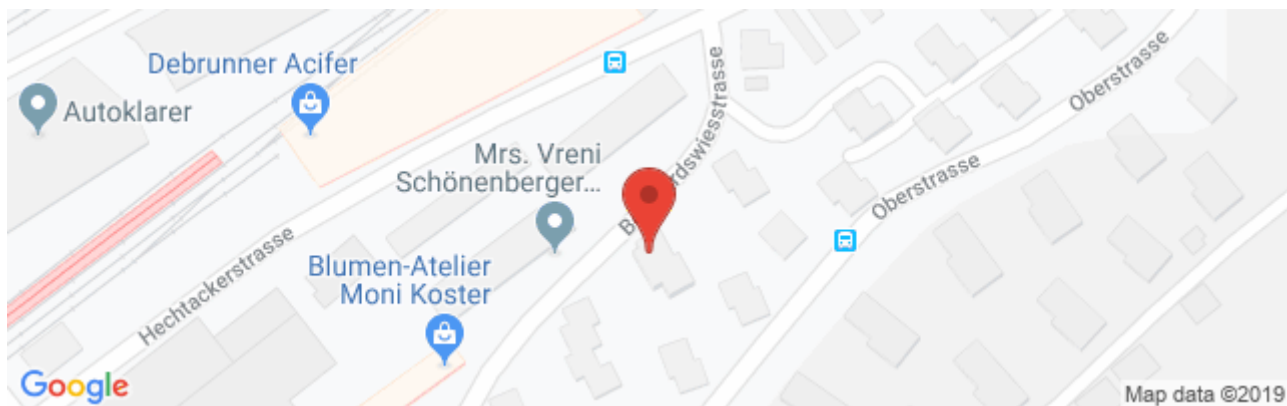 Debrunner Acifer
Autoklarer
Oberstrasse
Mrs. Vreni
Schönenberger...
Oberstrasse
Hechtackerstrasse
Blumen-Atelier
Moni Koster
Google
Map data ©2019